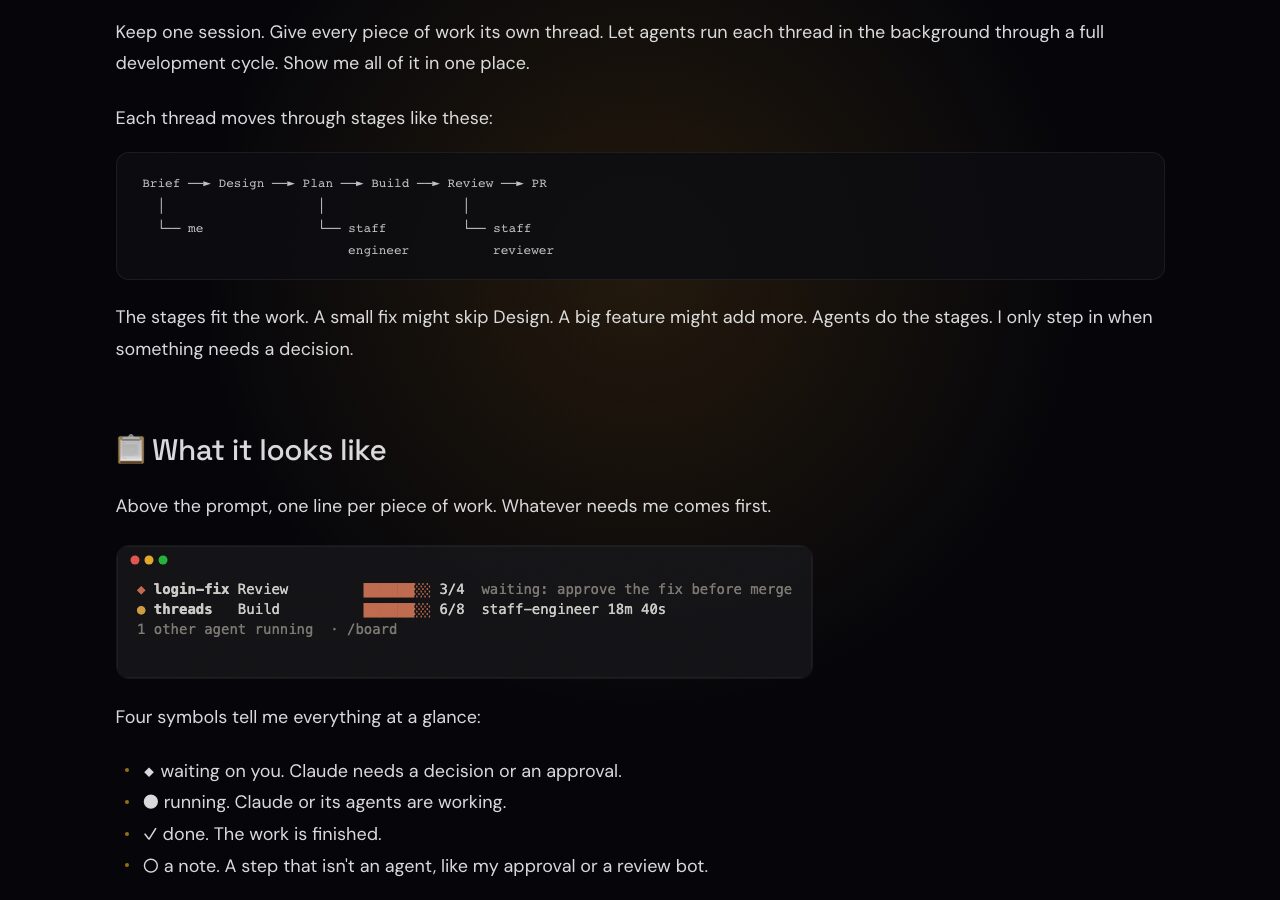 Keep one session. Give every piece of work its own thread. Let agents run each thread in the background through a full
development cycle. Show me all of it in one place.
Each thread moves through stages like these:
Brief ──► Design ──► Plan ──► Build ──► Review ──► PR
│ │ │
└── me └── staff └── staff
engineer reviewer
The stages fit the work. A small fix might skip Design. A big feature might add more. Agents do the stages. I only step in when
something needs a decision.
📋 What it looks like
Above the prompt, one line per piece of work. Whatever needs me comes first.
◆ login-fix Review ██████░░ 3/4 waiting: approve the fix before merge
● threads Build ██████░░ 6/8 staff-engineer 18m 40s
1 other agent running · /board
Four symbols tell me everything at a glance:
• ◆ waiting on you. Claude needs a decision or an approval.
• ● running. Claude or its agents are working.
• ✓ done. The work is finished.
• ○ a note. A step that isn't an agent, like my approval or a review bot.